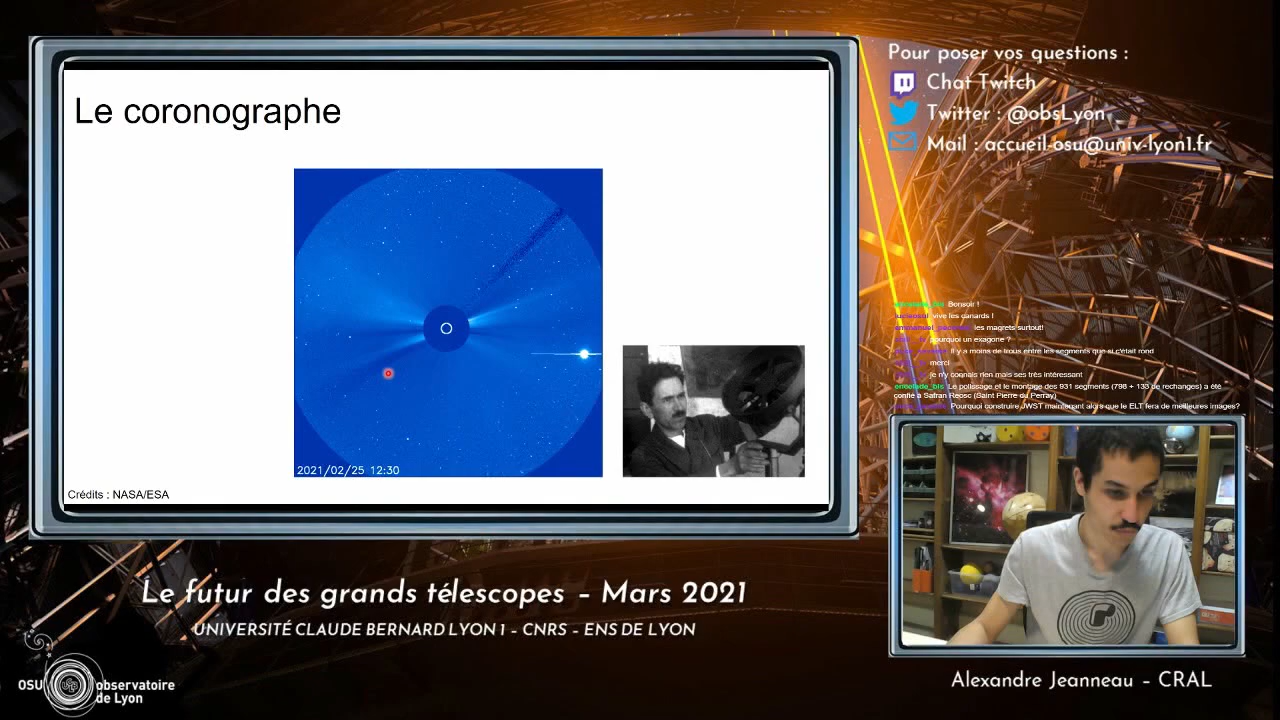 Le coronographe
2021/02/25 12:30
Crédits : NASA/ESA
Pour poser vos questions :
Chat Twitch
Twitter : @obsLyon
Mail : accueil-osu@univ-lyon1.fr
Bonsoir !
vive les canards !
les magrets surtout!
pourquoi un exagone ?
Il y a moins de trous entre les segments que si c'était rond
merci
je n'y connais rien mais ses très intéressant
encelade_bis Le polissage et le montage des 931 segments (798 + 133 de rechanges) a été
confié à Safran Reosc (Saint Pierre du Perray)
Pourquoi construire JWST maintenant alors que le ELT fera de meilleures images?
Le futur des grands télescopes – Mars 2021
UNIVERSITÉ CLAUDE BERNARD LYON 1 – CNRS – ENS DE LYON
OSU observatoire
de Lyon
Alexandre Jeanneau – CRAL